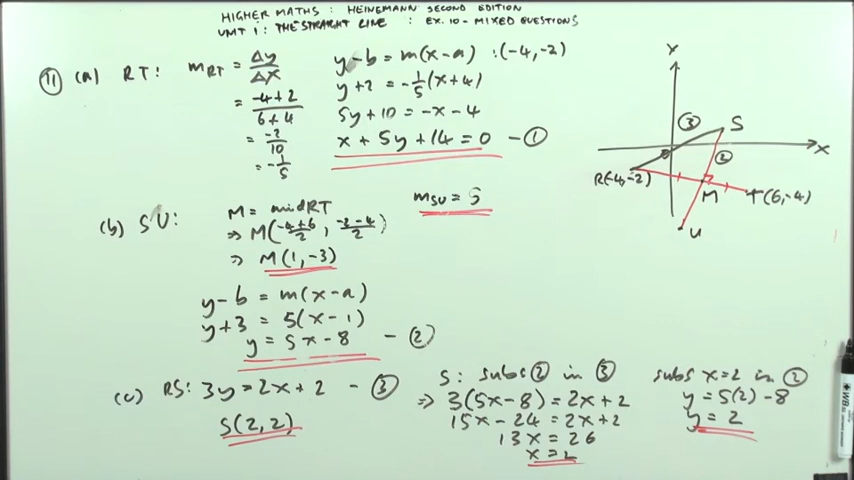 HIGHER MATHS : HEINEMANN SECOND EDITION
UNIT 1 : THE STRAIGHT LINE : EX. 10 - MIXED QUESTIONS
11 (a) RT: mRT = Δy/Δx
= -4+2/6+4
= -2/10
= -1/5
y-b = m(x-a) : (-4,-2)
y+2 = -1/5(x+4)
5y+10 = -x-4
x+5y+14=0 -①
(b) SU:
M = midRT
⇒ M(-4+6/2, -2-4/2)
⇒ M(1,-3)
mSU = 5
y-b = m(x-a)
y+3 = 5(x-1)
y = 5x-8 -②
(c) RS: 3y=2x+2 -③
S(2,2)
S: subs ② in ③
⇒ 3(5x-8)=2x+2
15x-24=2x+2
13x=26
x=2
subs x=2 in ②
y=5(2)-8
y=2
Y
③
S
②
X
R(-4,-2)
M
T(6,-4)
U